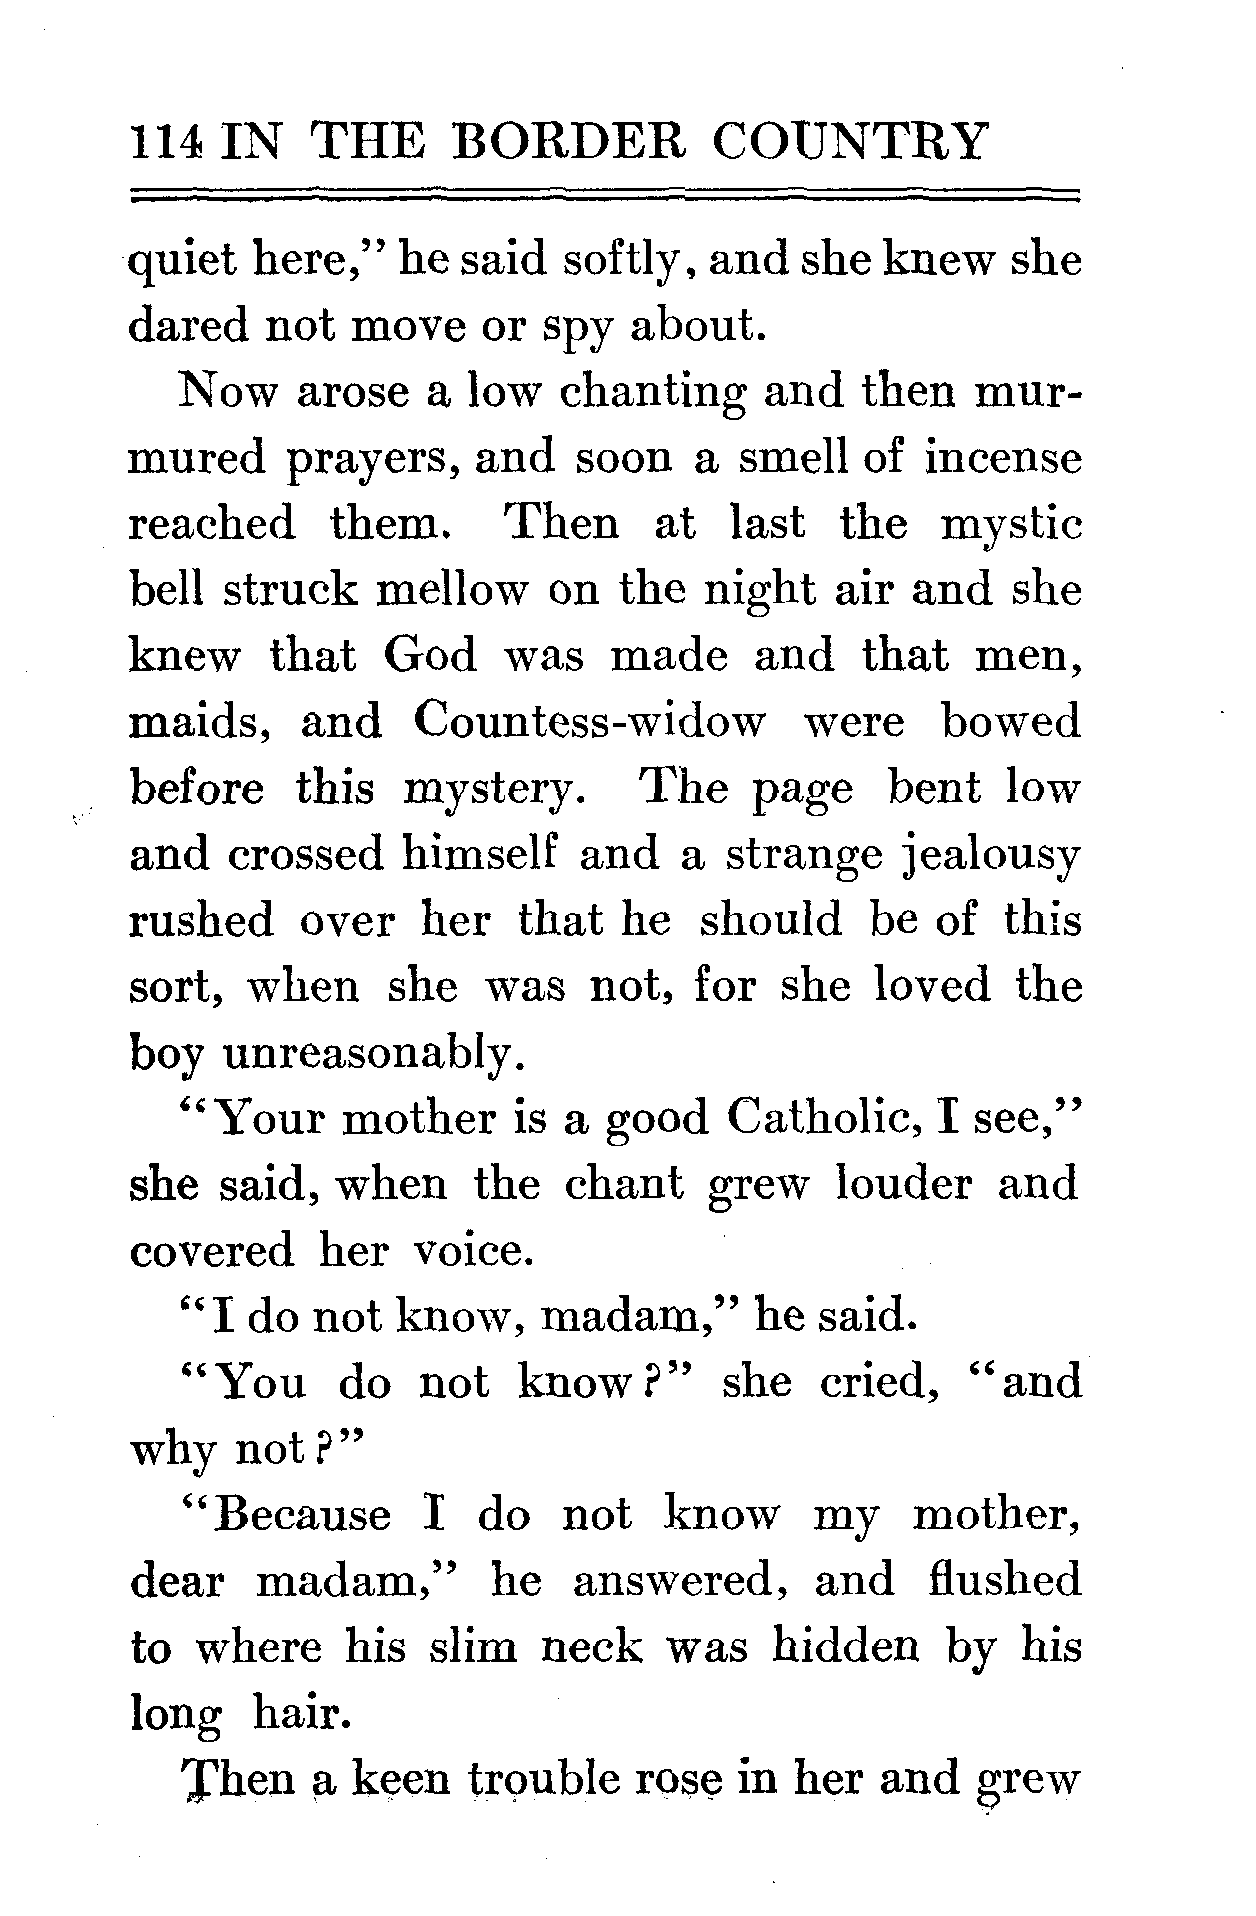 114 IN THE BORDER COUNTRY
quiet here,” he said softly, and she knew she
dared not move or spy about.
Now arose a low chanting and then mur-
mured prayers, and soon a smell of incense
reached them. Then at last the mystic
bell struck mellow on the night air and she
knew that God was made and that men,
maids, and Countess-widow were bowed
before this mystery. The page bent low
and crossed himself and a strange jealousy
rushed over her that he should be of this
sort, when she was not, for she loved the
boy unreasonably.
“Your mother is a good Catholic, I see,”
she said, when the chant grew louder and
covered her voice.
“I do not know, madam,” he said.
“You do not know?” she cried, “and
why not?”
“Because I do not know my mother,
dear madam,” he answered, and flushed
to where his slim neck was hidden by his
long hair.
Then a keen trouble rose in her and grew